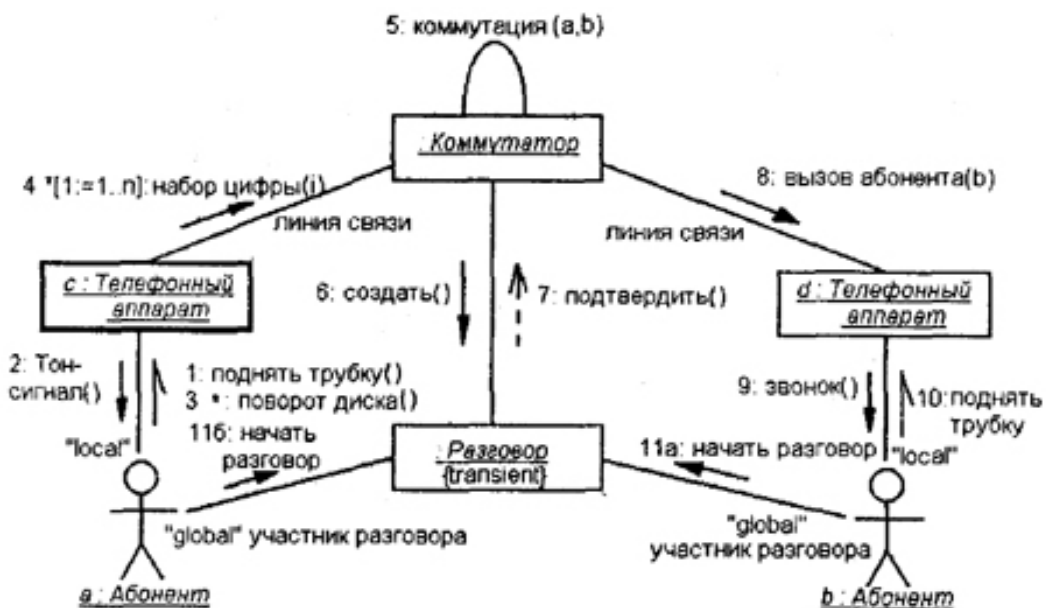 5: коммутация (a,b)
: Коммутатор
4 *[1:=1..n]: набор цифры(i)
8: вызов абонента(b)
линия связи
линия связи
c : Телефонный
аппарат
6: создать()
7: подтвердить()
d : Телефонный
аппарат
2: Тон-
сигнал()
1: поднять трубку()
3 *: поворот диска()
9: звонок()
10: поднять
трубку
"local"
11б: начать
разговор
: Разговор
{transient}
11а: начать разговор
"local"
"global" участник разговора
"global"
участник разговора
a : Абонент
b : Абонент